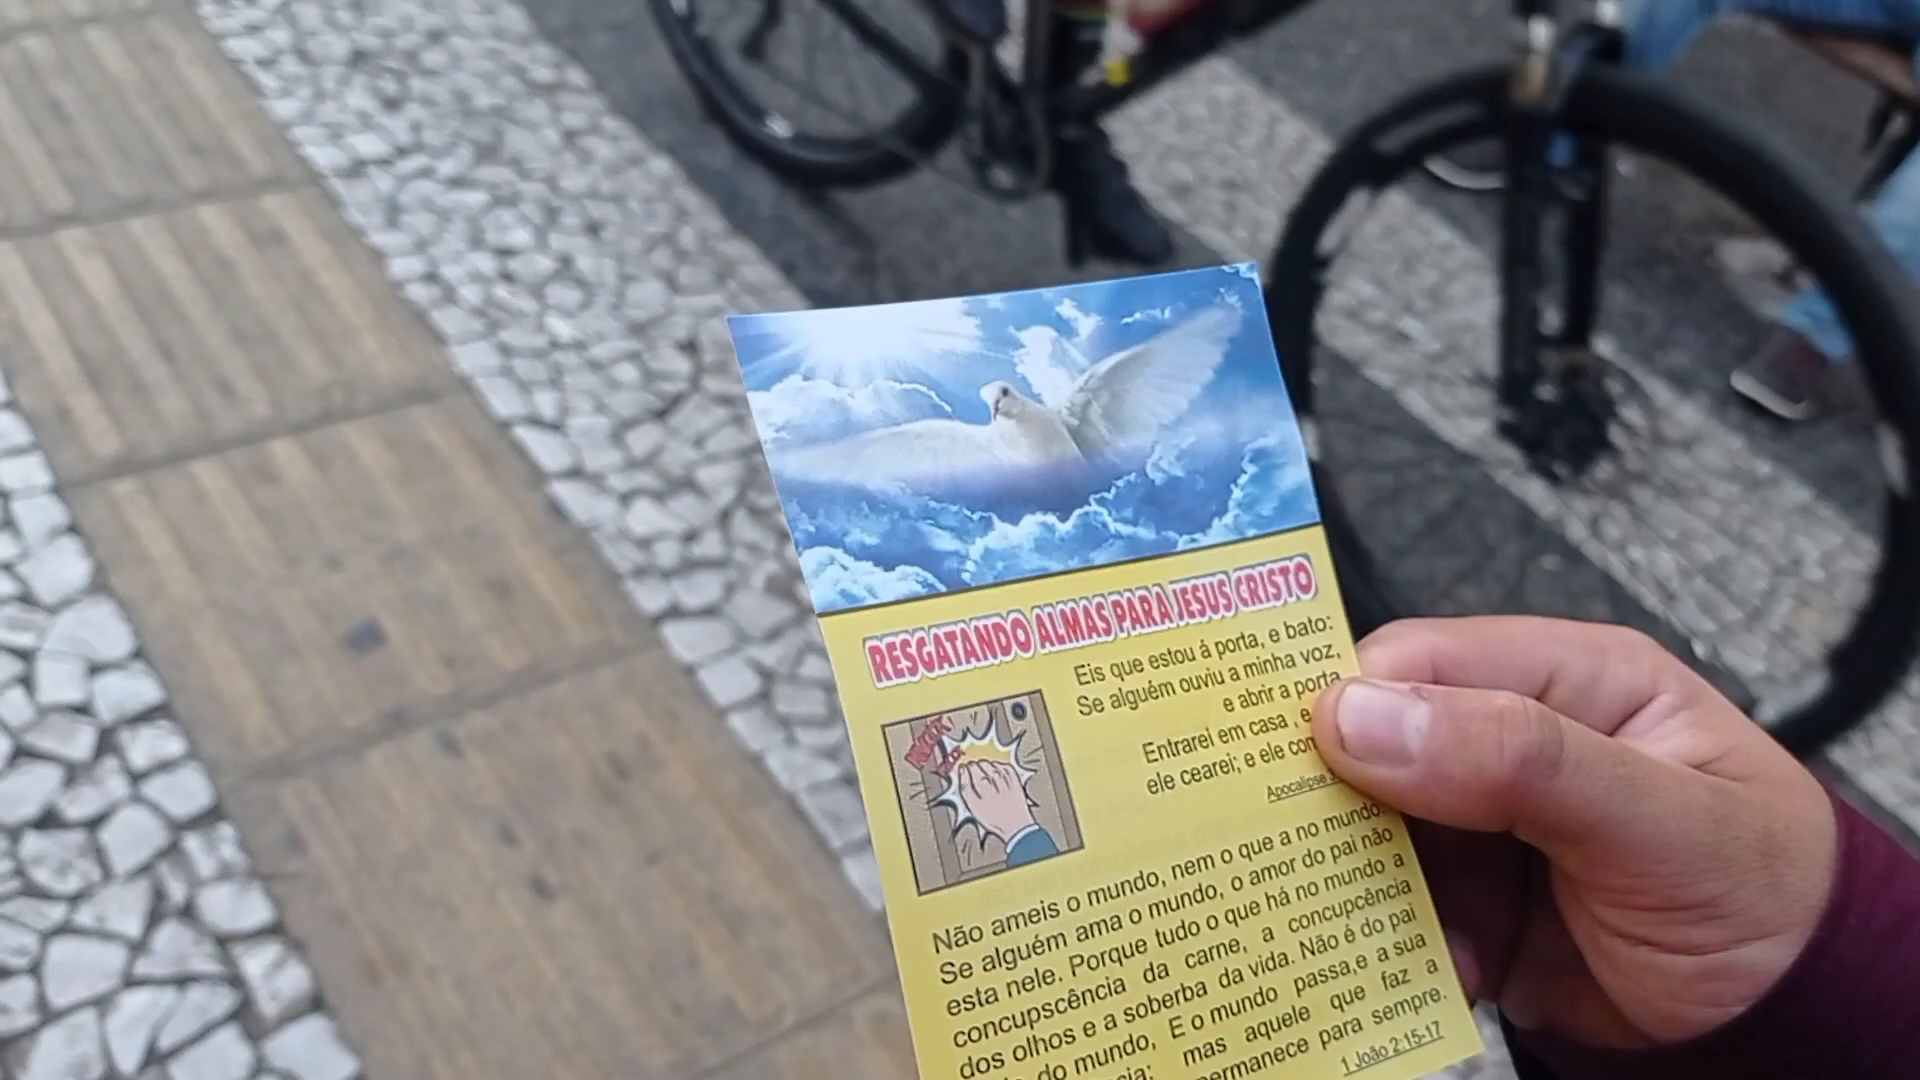 RESGATANDO ALMAS PARA JESUS CRISTO
Eis que estou á porta, e bato:
Se alguém ouviu a minha voz,
e abrir a porta
Entrarei em casa , e
ele cearei; e ele com
Apocalipse
Não ameis o mundo, nem o que a no mundo.
Se alguém ama o mundo, o amor do pai não
esta nele. Porque tudo o que há no mundo a
concupscência da carne, a concupcência
dos olhos e a soberba da vida. Não é do pai
do mundo, E o mundo passa,e a sua
mas aquele que faz a
permanece para sempre.
1 João 2:15-17